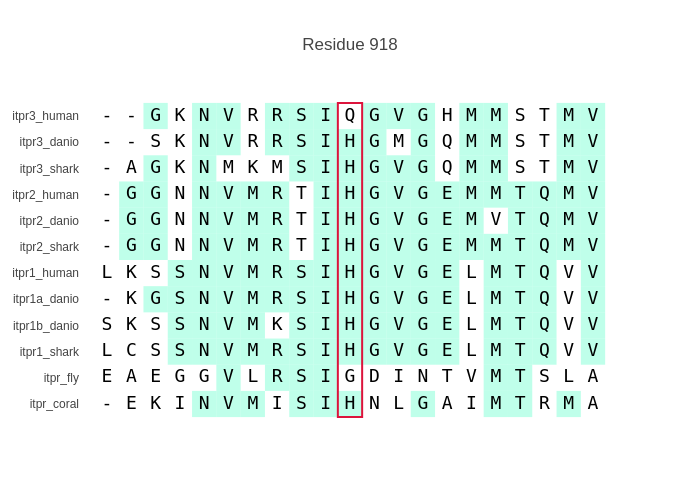 Residue 918
itpr3_human - - G K N V R R S I Q G V G H M M S T M V
itpr3_danio - - S K N V R R S I H G M G Q M M S T M V
itpr3_shark - A G K N M K M S I H G V G Q M M S T M V
itpr2_human - G G N N V M R T I H G V G E M M T Q M V
itpr2_danio - G G N N V M R T I H G V G E M V T Q M V
itpr2_shark - G G N N V M R T I H G V G E M M T Q M V
itpr1_human L K S S N V M R S I H G V G E L M T Q V V
itpr1a_danio - K G S N V M R S I H G V G E L M T Q V V
itpr1b_danio S K S S N V M K S I H G V G E L M T Q V V
itpr1_shark L C S S N V M R S I H G V G E L M T Q V V
itpr_fly E A E G G V L R S I G D I N T V M T S L A
itpr_coral - E K I N V M I S I H N L G A I M T R M A